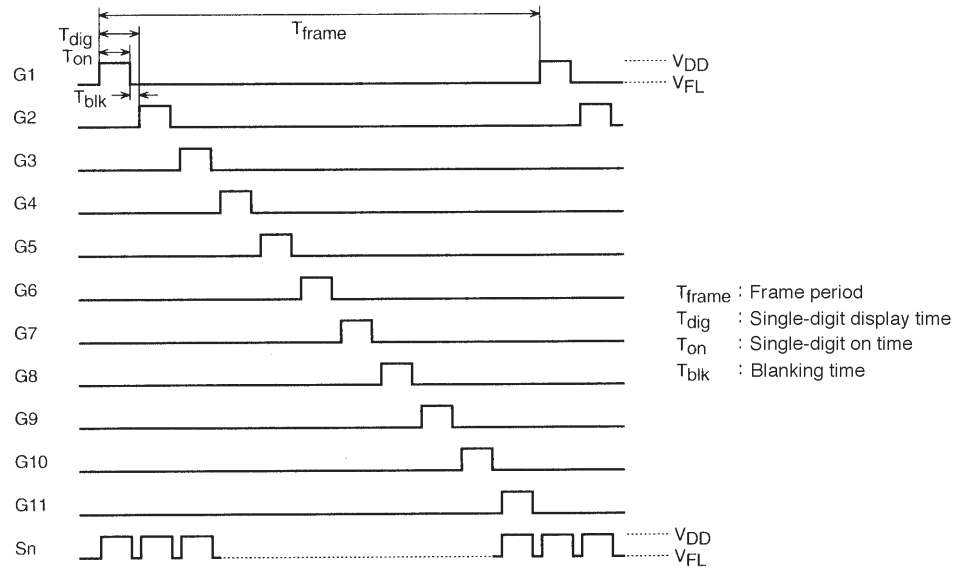 Tframe
Tdig
Ton
G1
VDD
VFL
Tblk
G2
G3
G4
G5
G6
Tframe : Frame period
Tdig : Single-digit display time
G7
Ton : Single-digit on time
G8
Tblk : Blanking time
G9
G10
G11
Sn
VDD
VFL